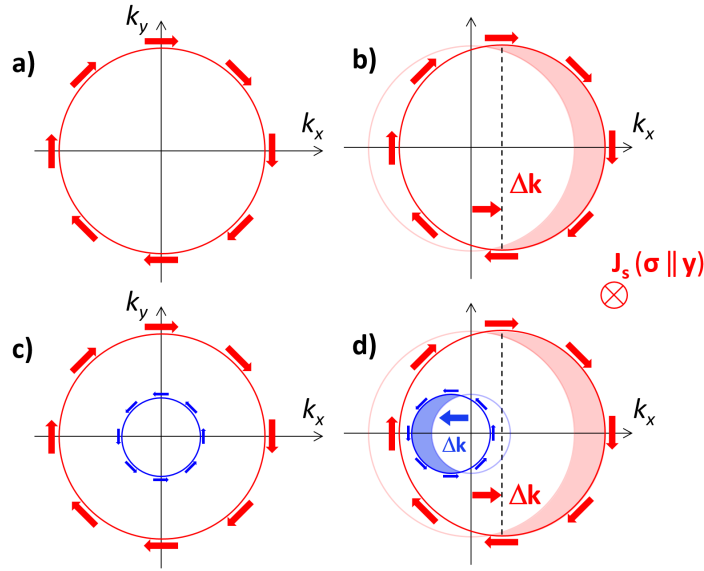 a)
k_y
k_x
b)
k_x
Δk
J_s (σ ∥ y)
c)
k_y
k_x
d)
k_x
Δk
Δk